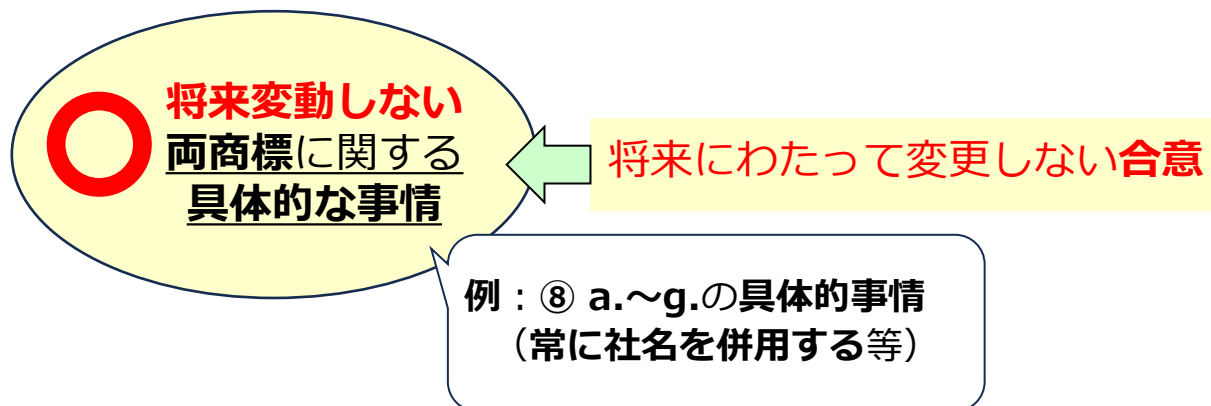 将来変動しない
両商標に関する
具体的な事情
将来にわたって変更しない合意
例：⑧ a.～g.の具体的事情
（常に社名を併用する等）